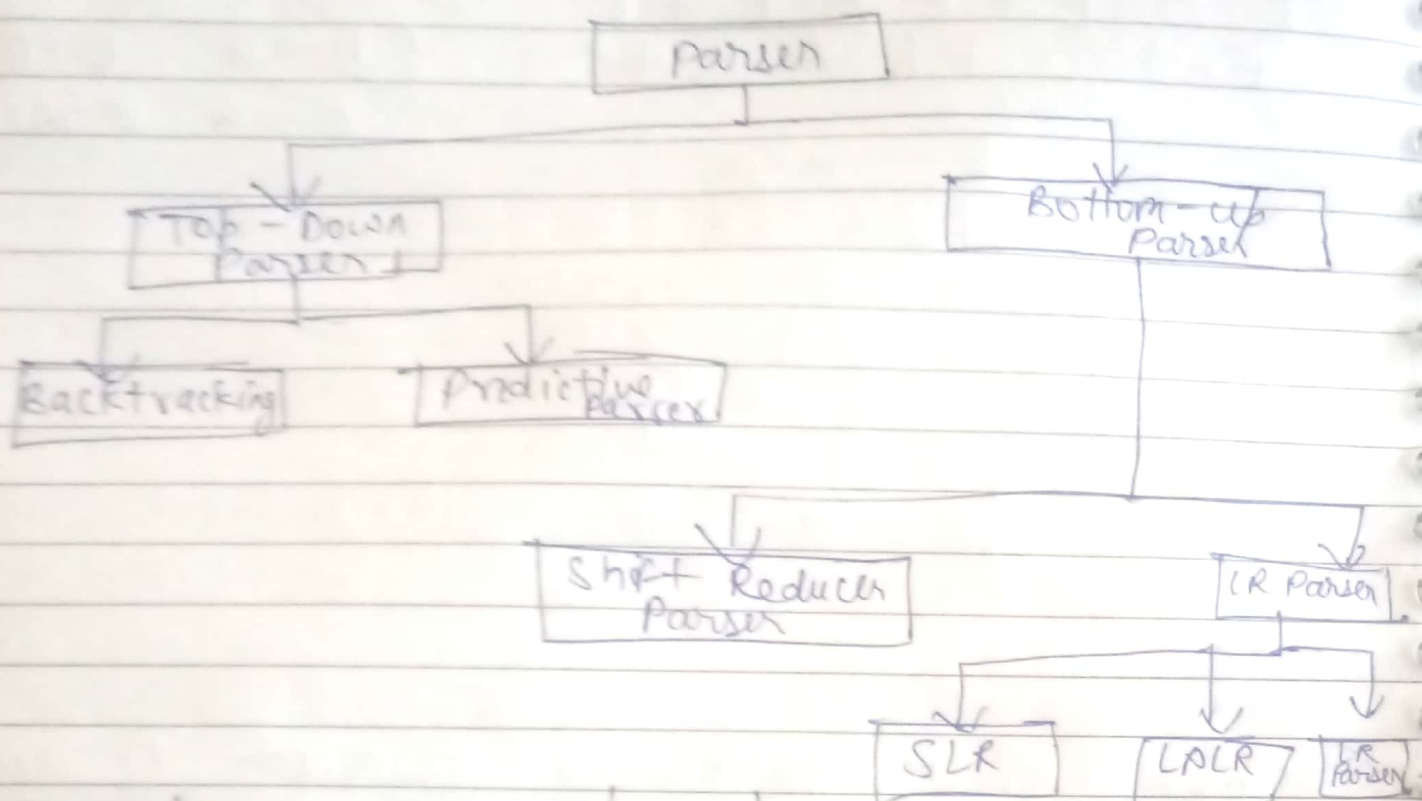 Parser
Top-Down
Parser
Bottom-up
Parser
Backtracking
Predictive
Parser
Shift Reducer
Parser
LR Parser
SLR
LALR
LR
Parser